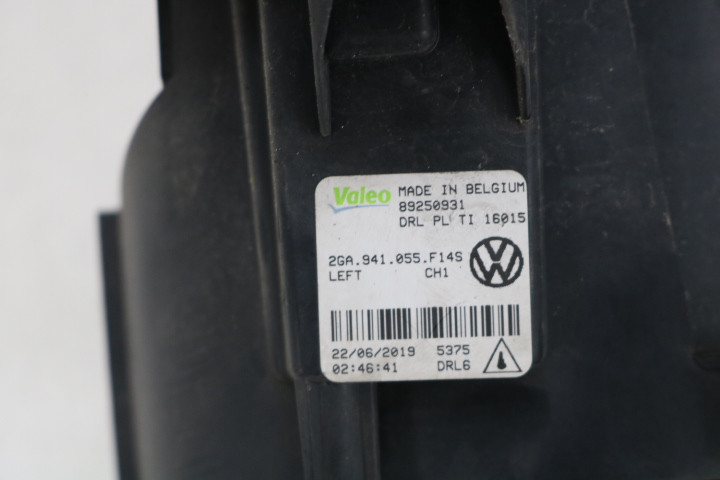 Valeo MADE IN BELGIUM
89250931
DRL PL TI 16015
2GA.941.055.F14S
LEFT CH1
22/06/2019 5375
02:46:41 DRL6